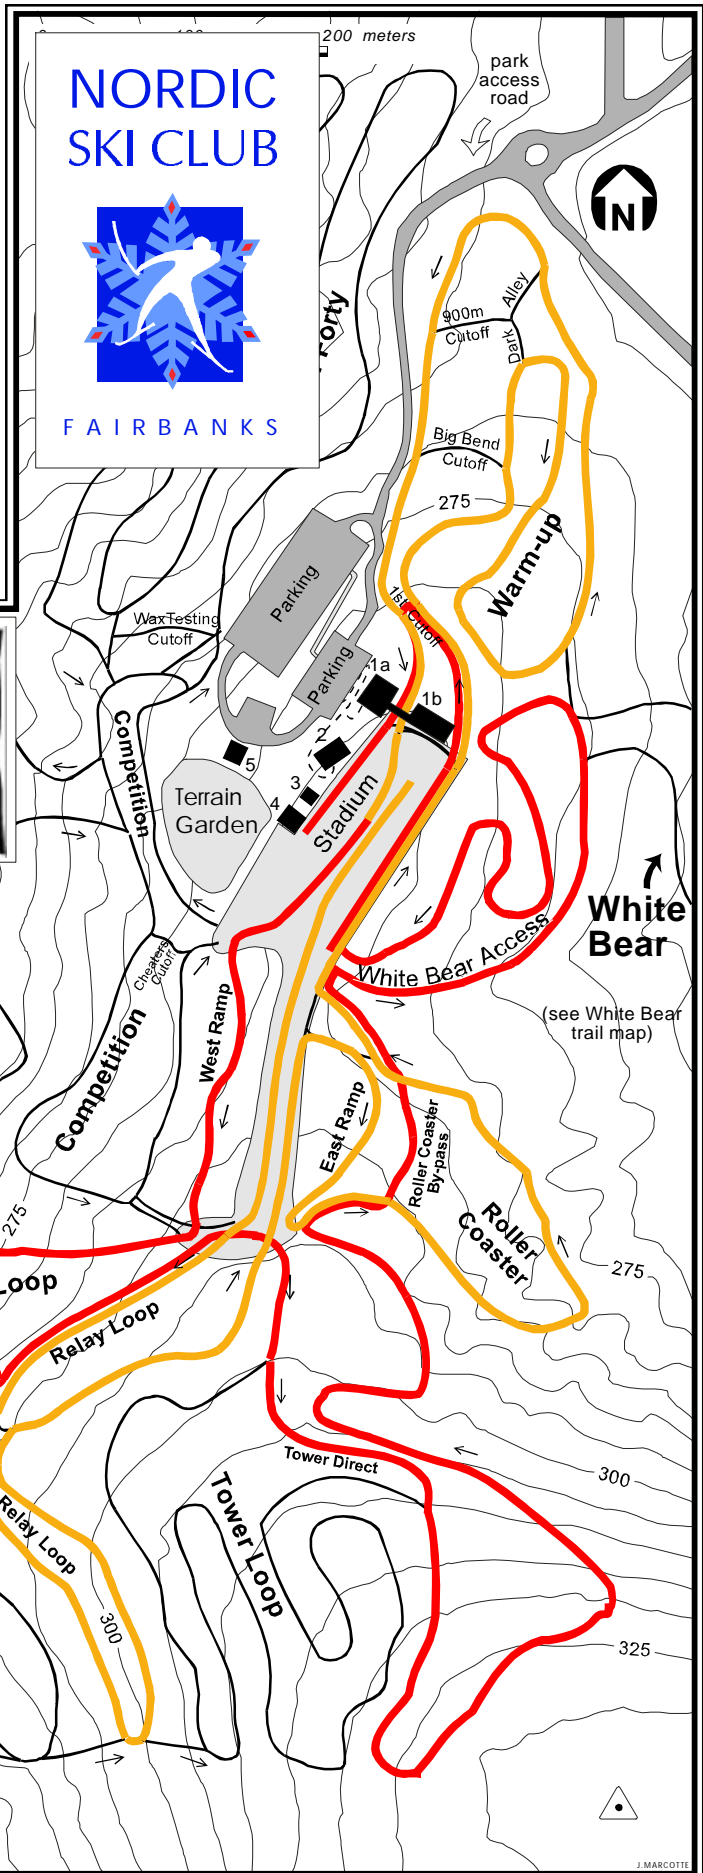 200 meters
NORDIC
SKI CLUB
FAIRBANKS
park
access
road
N
Forty
900m
Cutoff
Dark Alley
Big Bend
Cutoff
275
Warm-up
Parking
Parking
1st Cutoff
WaxTesting
Cutoff
1a
1b
2
3
4
5
Competition
Terrain
Garden
Stadium
White
Bear
White Bear Access
(see White Bear
trail map)
Cheaters
Cutoff
Competition
West Ramp
East Ramp
Roller Coaster
By-pass
Roller
Coaster
275
275
Loop
Relay Loop
Tower Direct
300
Tower Loop
Relay Loop
300
325
J.MARCOTTE